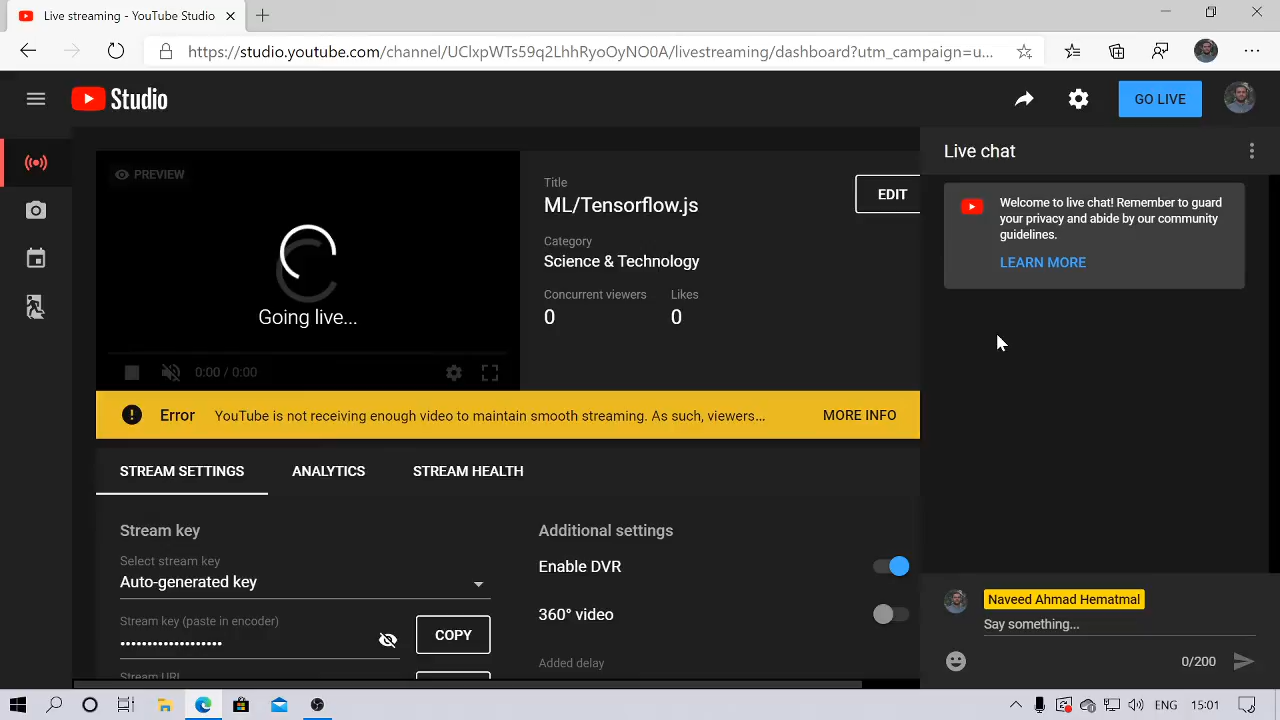 Live streaming - YouTube Studio
https://studio.youtube.com/channel/UClxpWTs59q2LhhRyoOyNO0A/livestreaming/dashboard?utm_campaign=u...
Studio
GO LIVE
PREVIEW
Going live...
0:00 / 0:00
Title
ML/Tensorflow.js
EDIT
Category
Science & Technology
Concurrent viewers
Likes
0
0
Error
YouTube is not receiving enough video to maintain smooth streaming. As such, viewers...
MORE INFO
STREAM SETTINGS
ANALYTICS
STREAM HEALTH
Stream key
Select stream key
Auto-generated key
Stream key (paste in encoder)
COPY
Stream URL
Additional settings
Enable DVR
360° video
Added delay
Live chat
Welcome to live chat! Remember to guard
your privacy and abide by our community
guidelines.
LEARN MORE
Naveed Ahmad Hematmal
Say something...
0/200
ENG
15:01